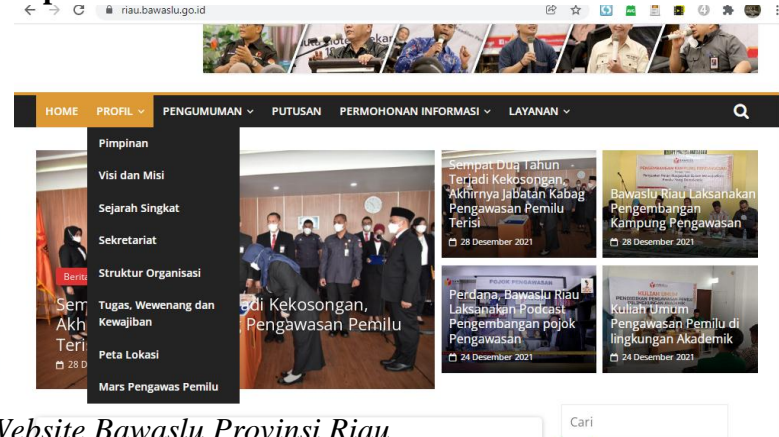 riau.bawaslu.go.id
HOME PROFIL PENGUMUMAN PUTUSAN PERMOHONAN INFORMASI LAYANAN
Pimpinan
Visi dan Misi
Sejarah Singkat
Sekretariat
Struktur Organisasi
Tugas, Wewenang dan
Kewajiban
Peta Lokasi
Mars Pengawas Pemilu
Berita
Sem adi Kekosongan,
Akh Pengawasan Pemilu
Teri
28 D
Sempat Dua Tahun
Terjadi Kekosongan,
Akhirnya Jabatan Kabag
Pengawasan Pemilu
Terisi
28 Desember 2021
Bawaslu Riau Laksanakan
Pengembangan
Kampung Pengawasan
28 Desember 2021
POJOK PENGAWASAN
Perdana, Bawaslu Riau
Laksanakan Podcast
Pengembangan pojok
Pengawasan
24 Desember 2021
KULIAH UMUM
Kuliah Umum
Pengawasan Pemilu di
lingkungan Akademik
24 Desember 2021
Cari
Website Bawaslu Provinsi Riau